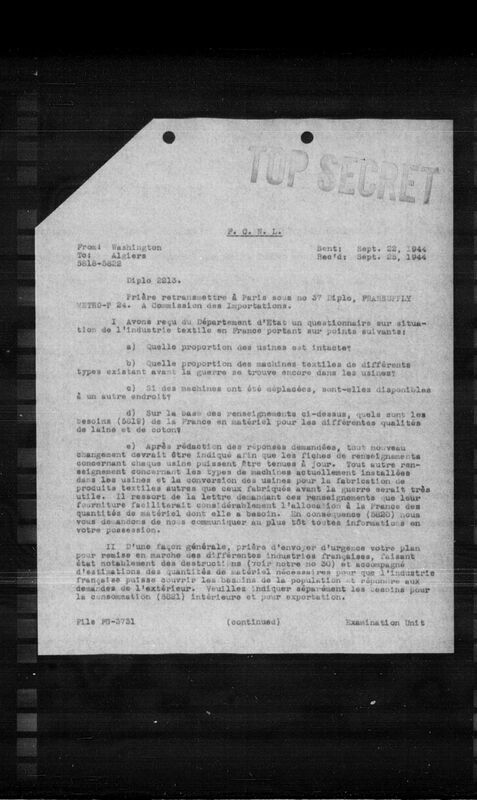 TOP SECRET
F. C. N. L.
From: Washington Sent: Sept. 22, 1944
To: Algiers Rec'd: Sept. 25, 1944
5818-5822
Diplo 2213.
Prière retransmettre à Paris sous no 37 Diplo, FRANSUPPLY
METRO-P 24. A Commission des Importations.
I Avons reçu du Département d'Etat un questionnaire sur situa-
tion de l'industrie textile en France portant sur points suivants:
a) Quelle proportion des usines est intacte?
b) Quelle proportion des machines textiles de différents
types existant avant la guerre se trouve encore dans les usines?
c) Si des machines ont été déplacées, sont-elles disponibles
à un autre endroit?
d) Sur la base des renseignements ci-dessus, quels sont les
besoins (5819) de la France en matériel pour les différentes qualités
de laine et de coton?
e) Après rédaction des réponses demandées, tout nouveau
changement devrait être indiqué afin que les fiches de renseignements
concernant chaque usine puissent être tenues à jour. Tout autre ren-
seignement concernant les types de machines actuellement installées
dans les usines et la conversion des usines pour la fabrication de
produits textiles autres que ceux fabriqués avant la guerre serait très
utile. Il ressort de la lettre demandant ces renseignements que leur
fourniture faciliterait considérablement l'allocation à la France des
quantités de matériel dont elle a besoin. En conséquence (5820) nous
vous demandons de nous communiquer au plus tôt toutes informations en
votre possession.
II D'une façon générale, prière d'envoyer d'urgence votre plan
pour remise en marche des différentes industries françaises, faisant
état notablement des destructions (voir notre no 30) et accompagné
d'estimations des quantités de matériel nécessaires pour que l'industrie
française puisse couvrir les besoins de la population et répondre aux
demandes de l'extérieur. Veuillez indiquer séparément les besoins pour
la consommation (5821) intérieure et pour exportation.
File FG-3731 (continued) Examination Unit